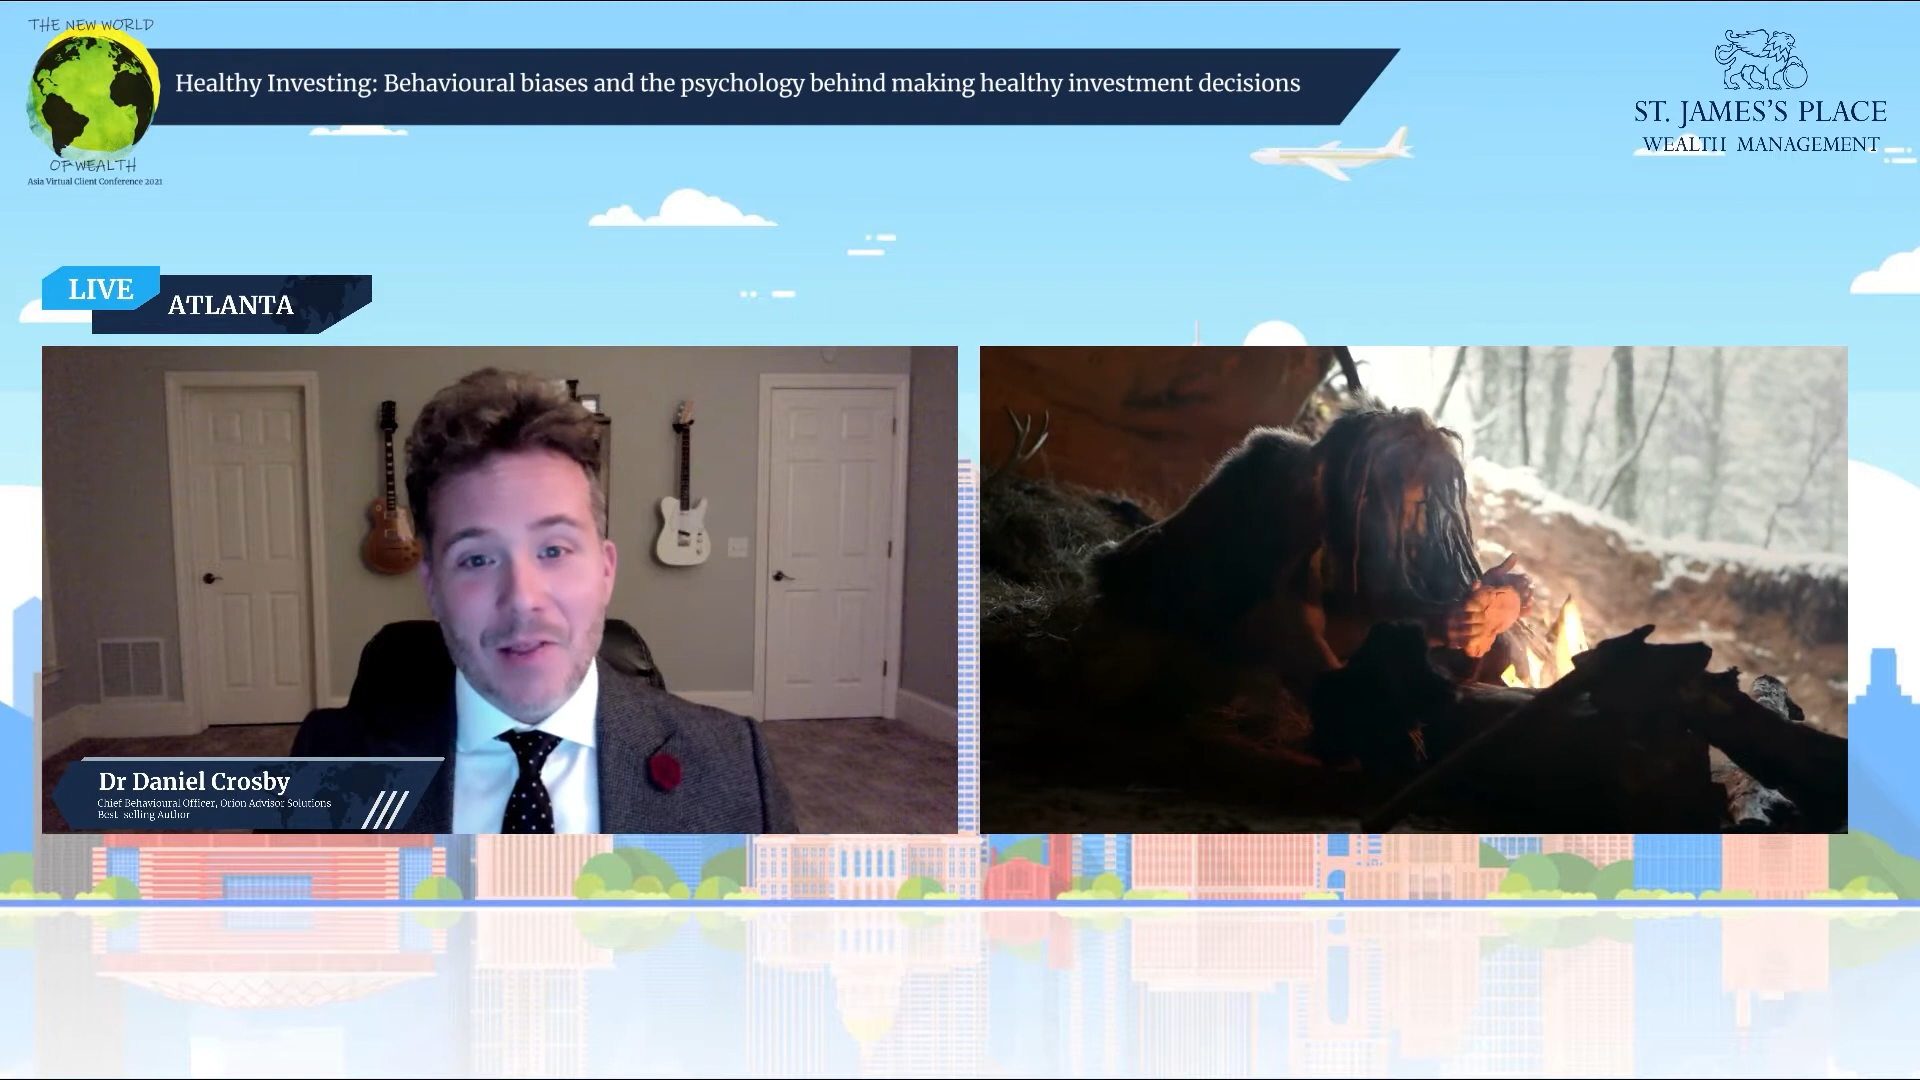 THE NEW WORLD
OF WEALTH
Asia Virtual Client Conference 2021
Healthy Investing: Behavioural biases and the psychology behind making healthy investment decisions
ST. JAMES'S PLACE
WEALTH MANAGEMENT
LIVE
ATLANTA
Dr Daniel Crosby
Chief Behavioural Officer, Orion Advisor Solutions
Best-selling Author